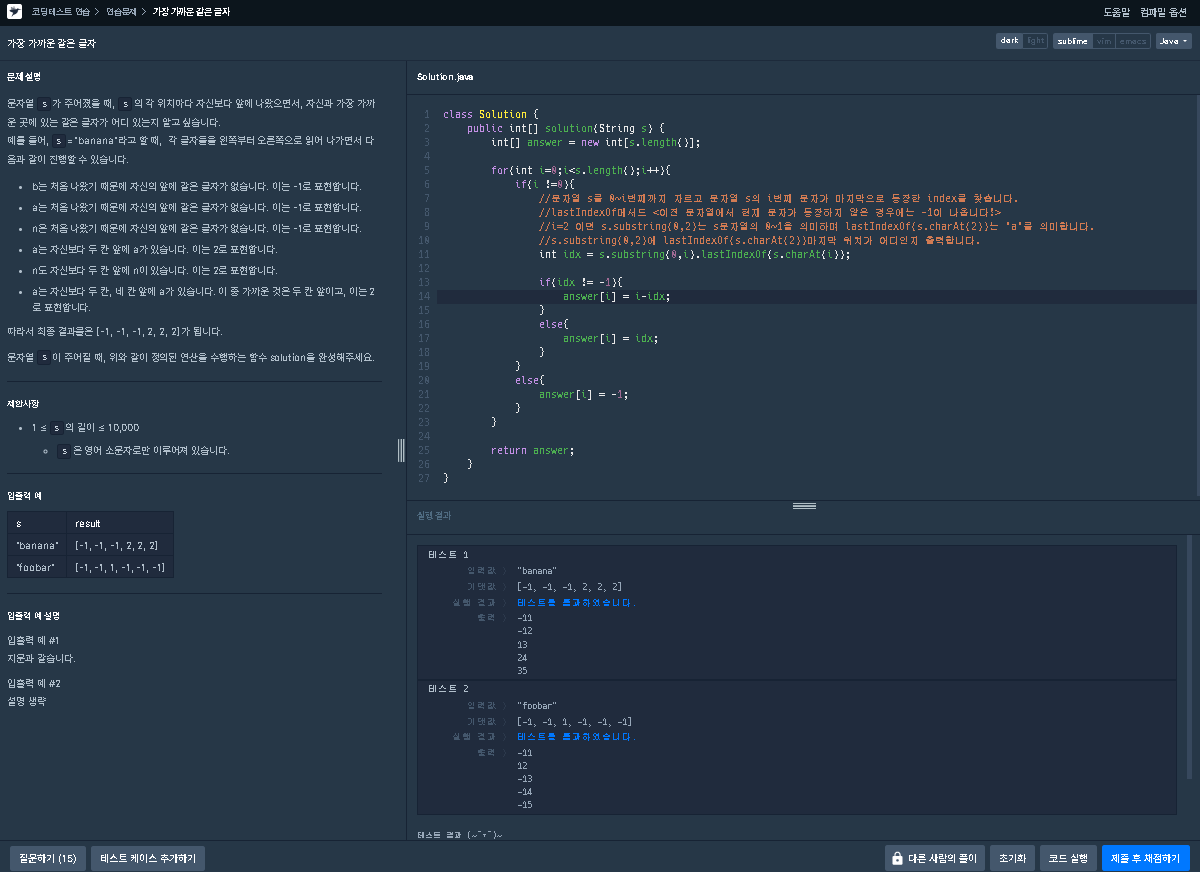 코딩테스트 연습 > 연습문제 > 가장 가까운 같은 글자
도움말 컴파일 옵션
가장 가까운 같은 글자
dark light sublime vim emacs Java
문제 설명
문자열 s가 주어졌을 때, s의 각 위치마다 자신보다 앞에 나왔으면서, 자신과 가장 가까
운 곳에 있는 같은 글자가 어디 있는지 알고 싶습니다.
예를 들어, s="banana"라고 할 때, 각 글자들을 왼쪽부터 오른쪽으로 읽어 나가면서 다
음과 같이 진행할 수 있습니다.
• b는 처음 나왔기 때문에 자신의 앞에 같은 글자가 없습니다. 이는 -1로 표현합니다.
• a는 처음 나왔기 때문에 자신의 앞에 같은 글자가 없습니다. 이는 -1로 표현합니다.
• n은 처음 나왔기 때문에 자신의 앞에 같은 글자가 없습니다. 이는 -1로 표현합니다.
• a는 자신보다 두 칸 앞에 a가 있습니다. 이는 2로 표현합니다.
• n도 자신보다 두 칸 앞에 n이 있습니다. 이는 2로 표현합니다.
• a는 자신보다 두 칸, 네 칸 앞에 a가 있습니다. 이 중 가까운 것은 두 칸 앞이고, 이는 2
로 표현합니다.
따라서 최종 결과물은 [-1, -1, -1, 2, 2, 2]가 됩니다.
문자열 s이 주어질 때, 위와 같이 정의된 연산을 수행하는 함수 solution을 완성해주세요.
제한사항
• 1 ≤ s의 길이 ≤ 10,000
◦ s은 영어 소문자로만 이루어져 있습니다.
입출력 예
s result
"banana" [-1, -1, -1, 2, 2, 2]
"foobar" [-1, -1, 1, -1, -1, -1]
입출력 예 설명
입출력 예 #1
지문과 같습니다.
입출력 예 #2
설명 생략
Solution.java
1 class Solution {
2 public int[] solution(String s) {
3 int[] answer = new int[s.length()];
4
5 for(int i=0;i<s.length();i++){
6 if(i !=0){
7 //문자열 s를 0~i번째까지 자르고 문자열 s의 i번째 문자가 마지막으로 등장한 index를 찾습니다.
8 //lastIndexOf메서드 <이전 문자열에서 현재 문자가 등장하지 않은 경우에는 -1이 나옵니다!>
9 //i=2 이면 s.substring(0,2)는 s문자열의 0~1을 의미하며 lastIndexOf(s.charAt(2))는 "a"를 의미합니다.
10 //s.substring(0,2)에 lastIndexOf(s.charAt(2))마지막 위치가 어디인지 출력합니다.
11 int idx = s.substring(0,i).lastIndexOf(s.charAt(i));
12
13 if(idx != -1){
14 answer[i] = i-idx;
15 }
16 else{
17 answer[i] = idx;
18 }
19 }
20 else{
21 answer[i] = -1;
22 }
23 }
24
25 return answer;
26 }
27 }
실행 결과
테스트 1
입력값 : "banana"
기댓값 : [-1, -1, -1, 2, 2, 2]
실행 결과 : 테스트를 통과하였습니다.
출력 : -11
-12
13
24
35
테스트 2
입력값 : "foobar"
기댓값 : [-1, -1, 1, -1, -1, -1]
실행 결과 : 테스트를 통과하였습니다.
출력 : -11
12
-13
-14
-15
테스트 결과 (~˘▾˘)~
질문하기 (15) 테스트 케이스 추가하기 다른 사람의 풀이 초기화 코드 실행 제출 후 채점하기